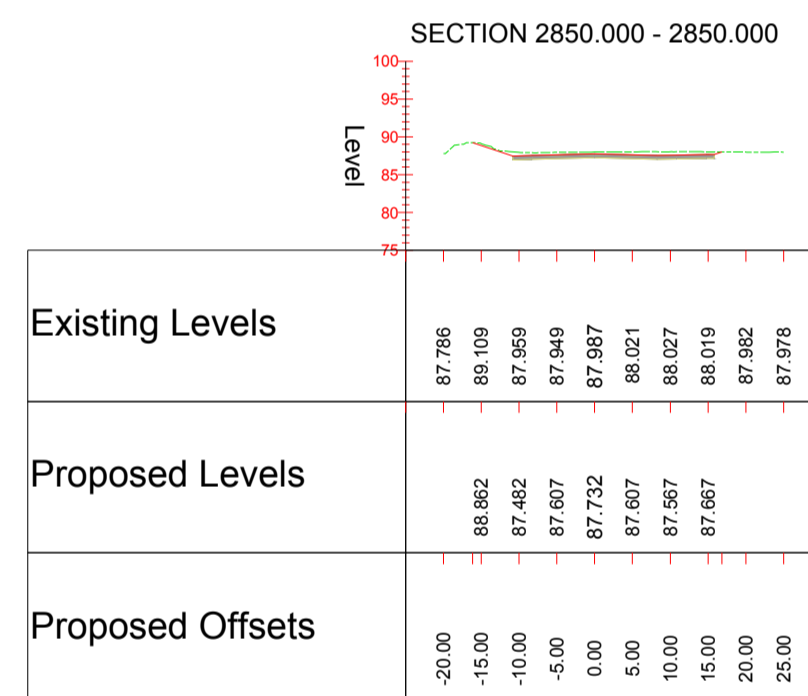 SECTION 2850.000 - 2850.000
100
95
90
85
80
75
Level
Existing Levels
87.786 89.109 87.959 87.949 87.987 88.021 88.027 88.019 87.982 87.978
Proposed Levels
88.862 87.482 87.607 87.732 87.607 87.567 87.667
Proposed Offsets
-20.00 -15.00 -10.00 -5.00 0.00 5.00 10.00 15.00 20.00 25.00